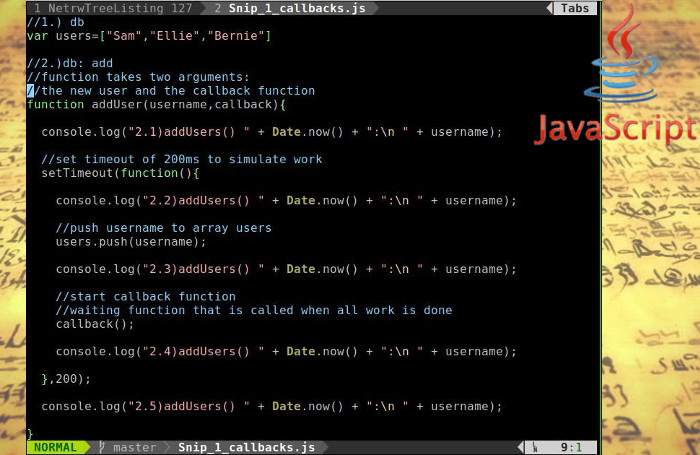 1 NetrwTreeListing 127 2 Snip_1_callbacks.js Tabs
//1.) db
var users=["Sam","Ellie","Bernie"]
//2.)db: add
//function takes two arguments:
//the new user and the callback function
function addUser(username,callback){
console.log("2.1)addUsers() " + Date.now() + ":\n " + username);
//set timeout of 200ms to simulate work
setTimeout(function(){
console.log("2.2)addUsers() " + Date.now() + ":\n " + username);
//push username to array users
users.push(username);
console.log("2.3)addUsers() " + Date.now() + ":\n " + username);
//start callback function
//waiting function that is called when all work is done
callback();
console.log("2.4)addUsers() " + Date.now() + ":\n " + username);
},200);
console.log("2.5)addUsers() " + Date.now() + ":\n " + username);
}
NORMAL master Snip_1_callbacks.js 9:1
JavaScript